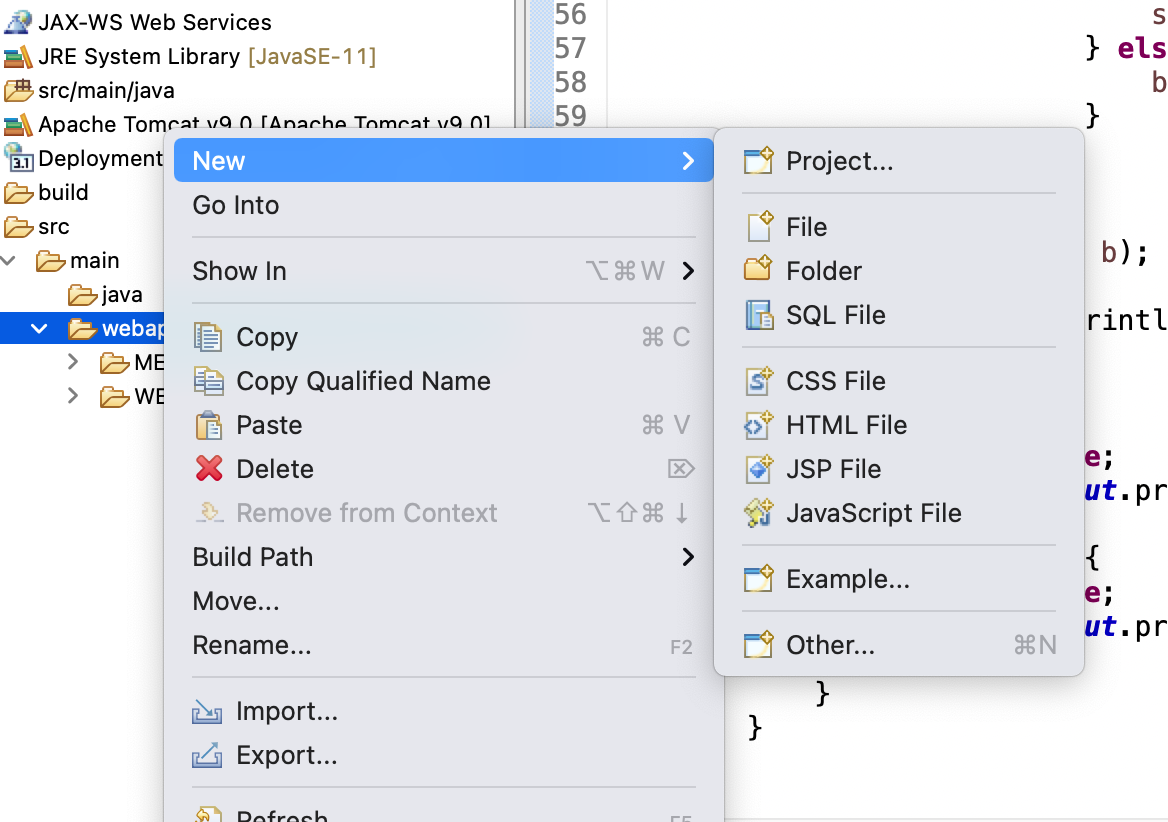 JAX-WS Web Services
JRE System Library [JavaSE-11]
src/main/java
Apache Tomcat v9.0 [Apache Tomcat v9.0]
Deployment
build
src
main
java
webap
ME
WE
3.1
New
Go Into
Show In ⌥⌘W
Copy ⌘ C
Copy Qualified Name
Paste ⌘ V
Delete ⌦
Remove from Context ⌥⇧⌘ ↓
Build Path
Move...
Rename... F2
Import...
Export...
Refresh F5
Project...
File
Folder
SQL File
CSS File
HTML File
JSP File
JavaScript File
Example...
Other... ⌘N
56 s
57 } els
58 b
59 }
b);
rintl
e;
ut.pr
{
e;
ut.pr
}
}